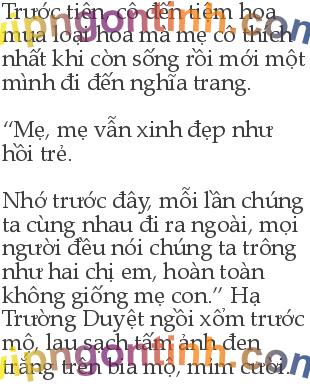 Trước tiên, cô đến tiệm hoa
mua loại hoa mà mẹ cô thích
nhất khi còn sống rồi mới một
mình đi đến nghĩa trang.
“Mẹ, mẹ vẫn xinh đẹp như
hồi trẻ.
Nhớ trước đây, mỗi lần chúng
ta cùng nhau đi ra ngoài, mọi
người đều nói chúng ta trông
như hai chị em, hoàn toàn
không giống mẹ con.” Hạ
Trường Duyệt ngồi xổm trước
mộ, lau sạch tấm ảnh đen
trắng trên bia mộ, mỉm cười.
vipngontinh.com
vipngontinh.com